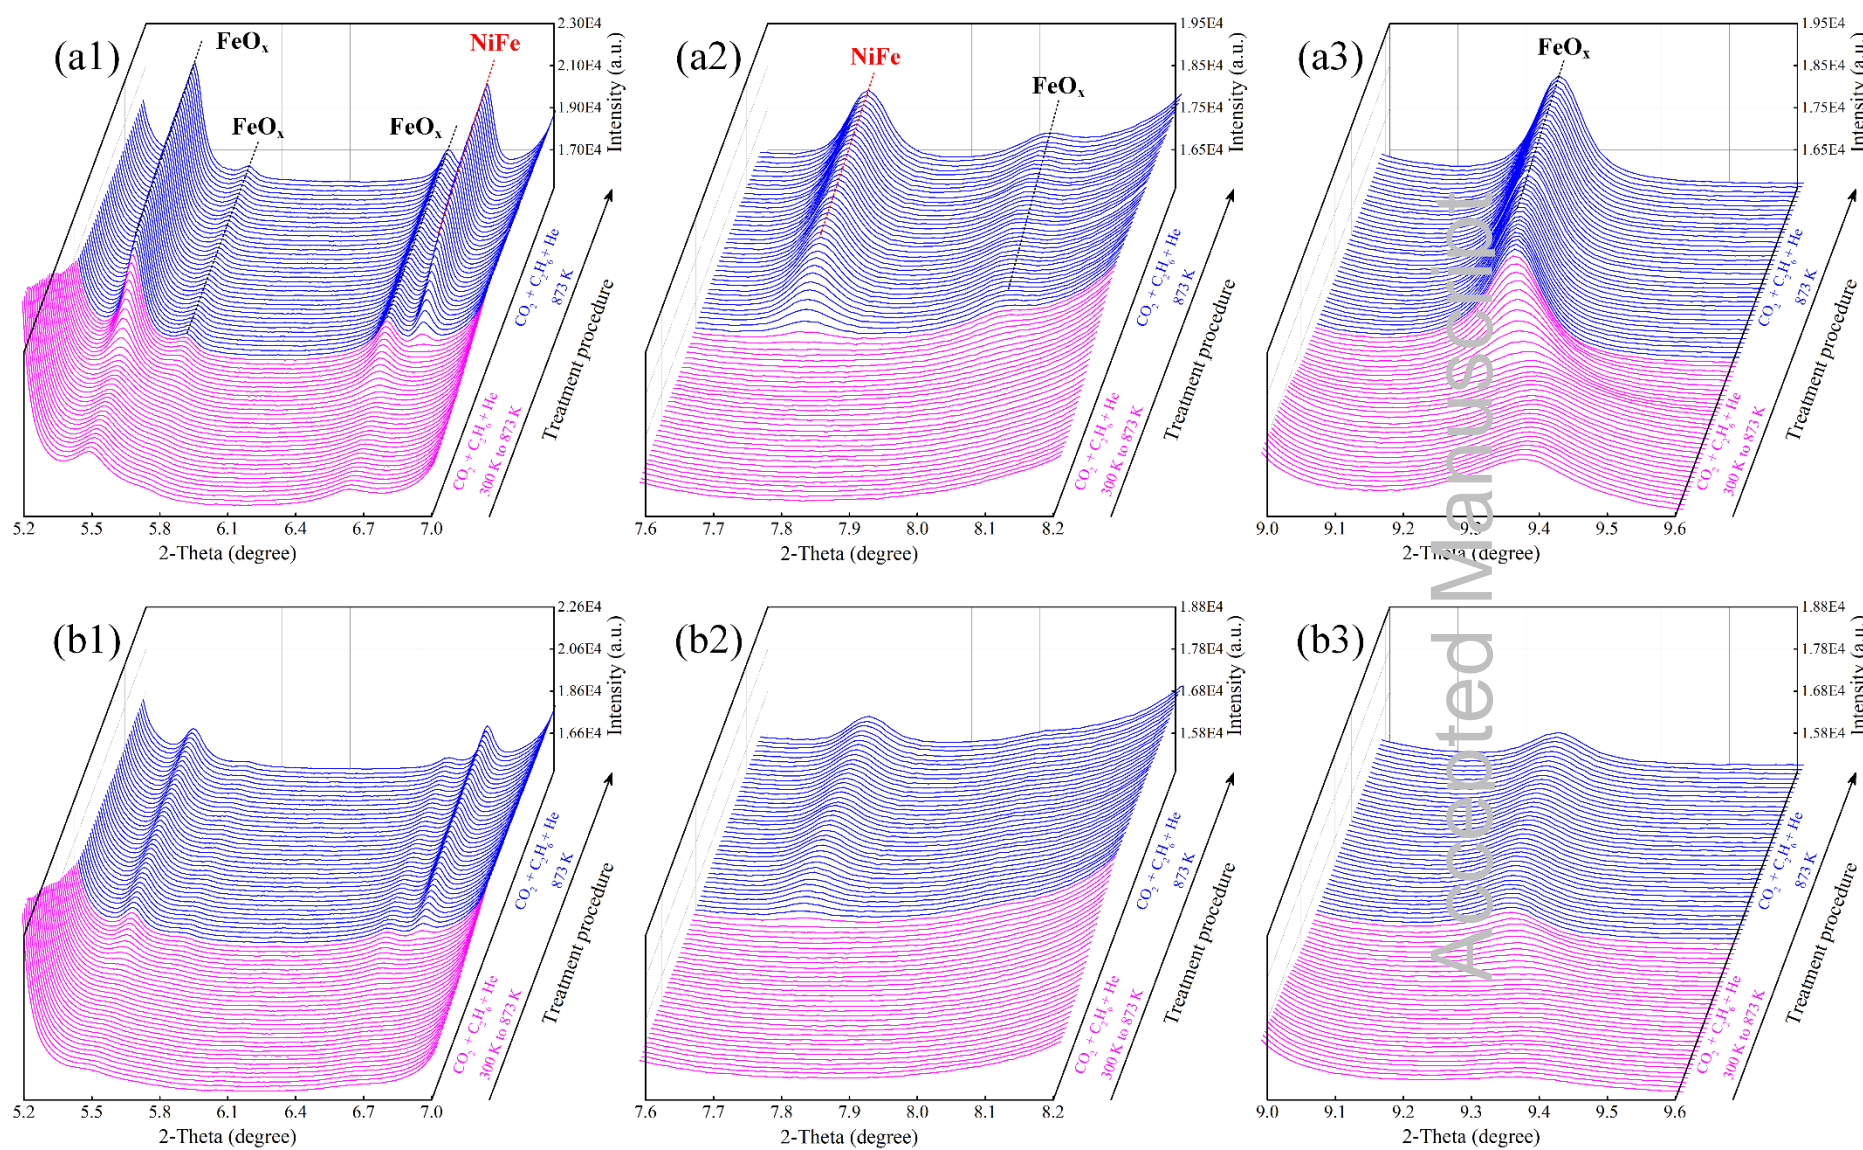 (a1)
FeOₓ
FeOₓ
FeOₓ
NiFe
2.30E4
2.10E4
1.90E4
1.70E4
Intensity (a.u.)
CO₂ + C₂H₆ + He
873 K
CO₂ + C₂H₆ + He
300 K to 873 K
Treatment procedure
5.2 5.5 5.8 6.1 6.4 6.7 7.0
2-Theta (degree)
(a2)
NiFe
FeOₓ
1.95E4
1.85E4
1.75E4
1.65E4
Intensity (a.u.)
CO₂ + C₂H₆ + He
873 K
CO₂ + C₂H₆ + He
300 K to 873 K
Treatment procedure
7.6 7.7 7.8 7.9 8.0 8.1 8.2
2-Theta (degree)
(a3)
FeOₓ
1.95E4
1.85E4
1.75E4
1.65E4
Intensity (a.u.)
CO₂ + C₂H₆ + He
873 K
CO₂ + C₂H₆ + He
300 K to 873 K
Treatment procedure
9.0 9.1 9.2 9.3 9.4 9.5 9.6
2-Theta (degree)
(b1)
2.26E4
2.06E4
1.86E4
1.66E4
Intensity (a.u.)
CO₂ + C₂H₆ + He
873 K
CO₂ + C₂H₆ + He
300 K to 873 K
Treatment procedure
5.2 5.5 5.8 6.1 6.4 6.7 7.0
2-Theta (degree)
(b2)
1.88E4
1.78E4
1.68E4
1.58E4
Intensity (a.u.)
CO₂ + C₂H₆ + He
873 K
CO₂ + C₂H₆ + He
300 K to 873 K
Treatment procedure
7.6 7.7 7.8 7.9 8.0 8.1 8.2
2-Theta (degree)
(b3)
1.88E4
1.78E4
1.68E4
1.58E4
Intensity (a.u.)
CO₂ + C₂H₆ + He
873 K
CO₂ + C₂H₆ + He
300 K to 873 K
Treatment procedure
9.0 9.1 9.2 9.3 9.4 9.5 9.6
2-Theta (degree)
Accepted Manuscript